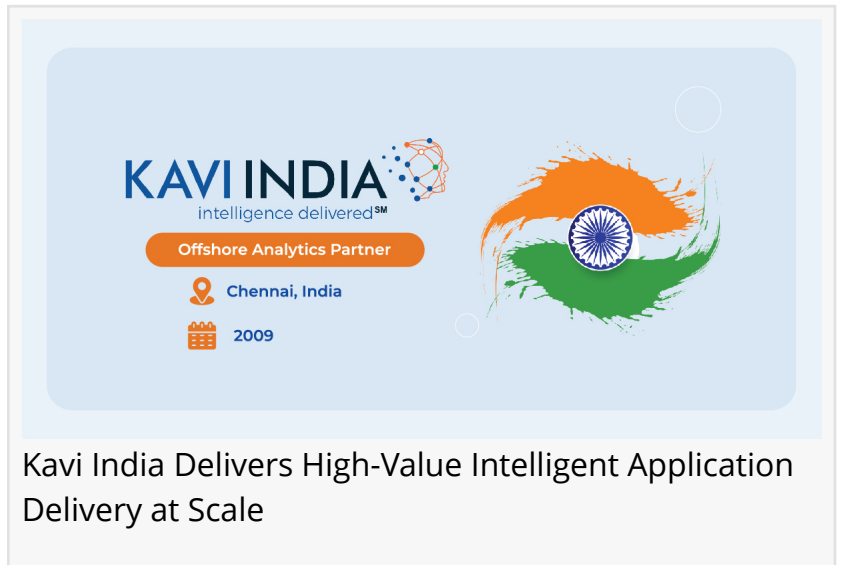 KAVI INDIA
intelligence delivered℠
Offshore Analytics Partner
Chennai, India
2009
Kavi India Delivers High-Value Intelligent Application
Delivery at Scale